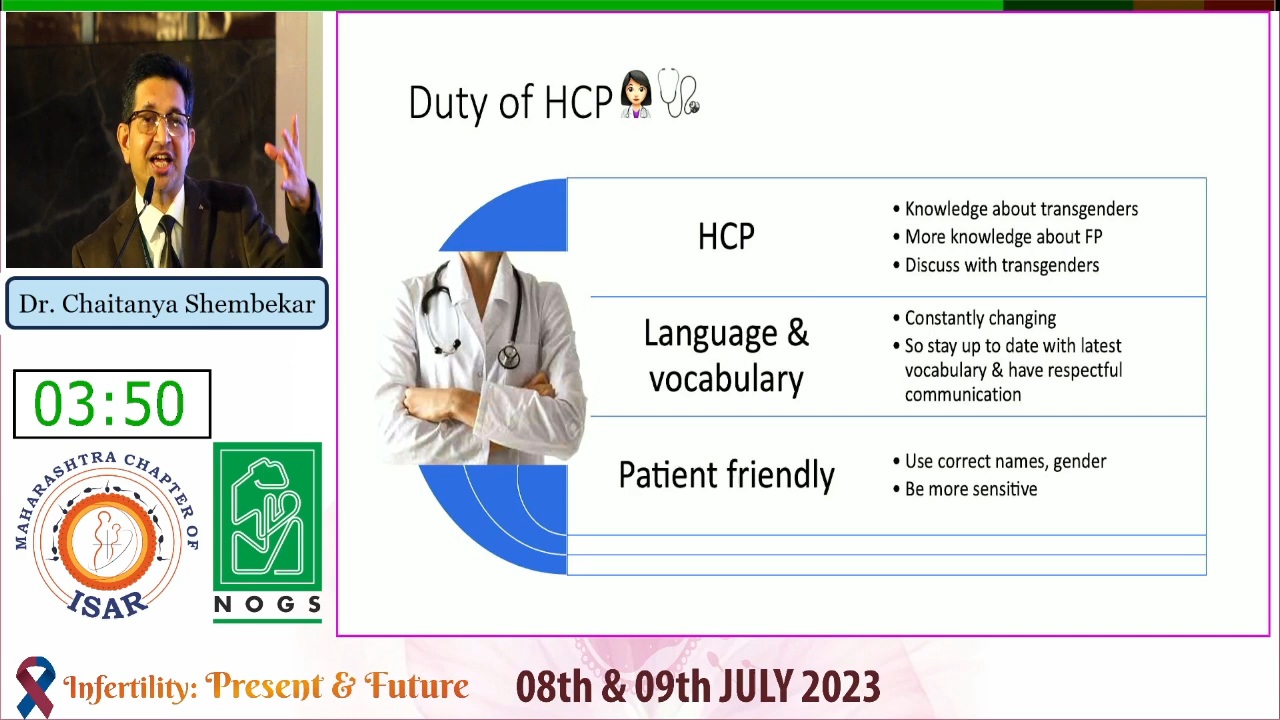 Duty of HCP
HCP
• Knowledge about transgenders
• More knowledge about FP
• Discuss with transgenders
Language &
vocabulary
• Constantly changing
• So stay up to date with latest
vocabulary & have respectful
communication
Patient friendly
• Use correct names, gender
• Be more sensitive
Dr. Chaitanya Shembekar
03:50
MAHARASHTRA CHAPTER OF
ISAR
NOGS
Infertility: Present & Future
08th & 09th JULY 2023